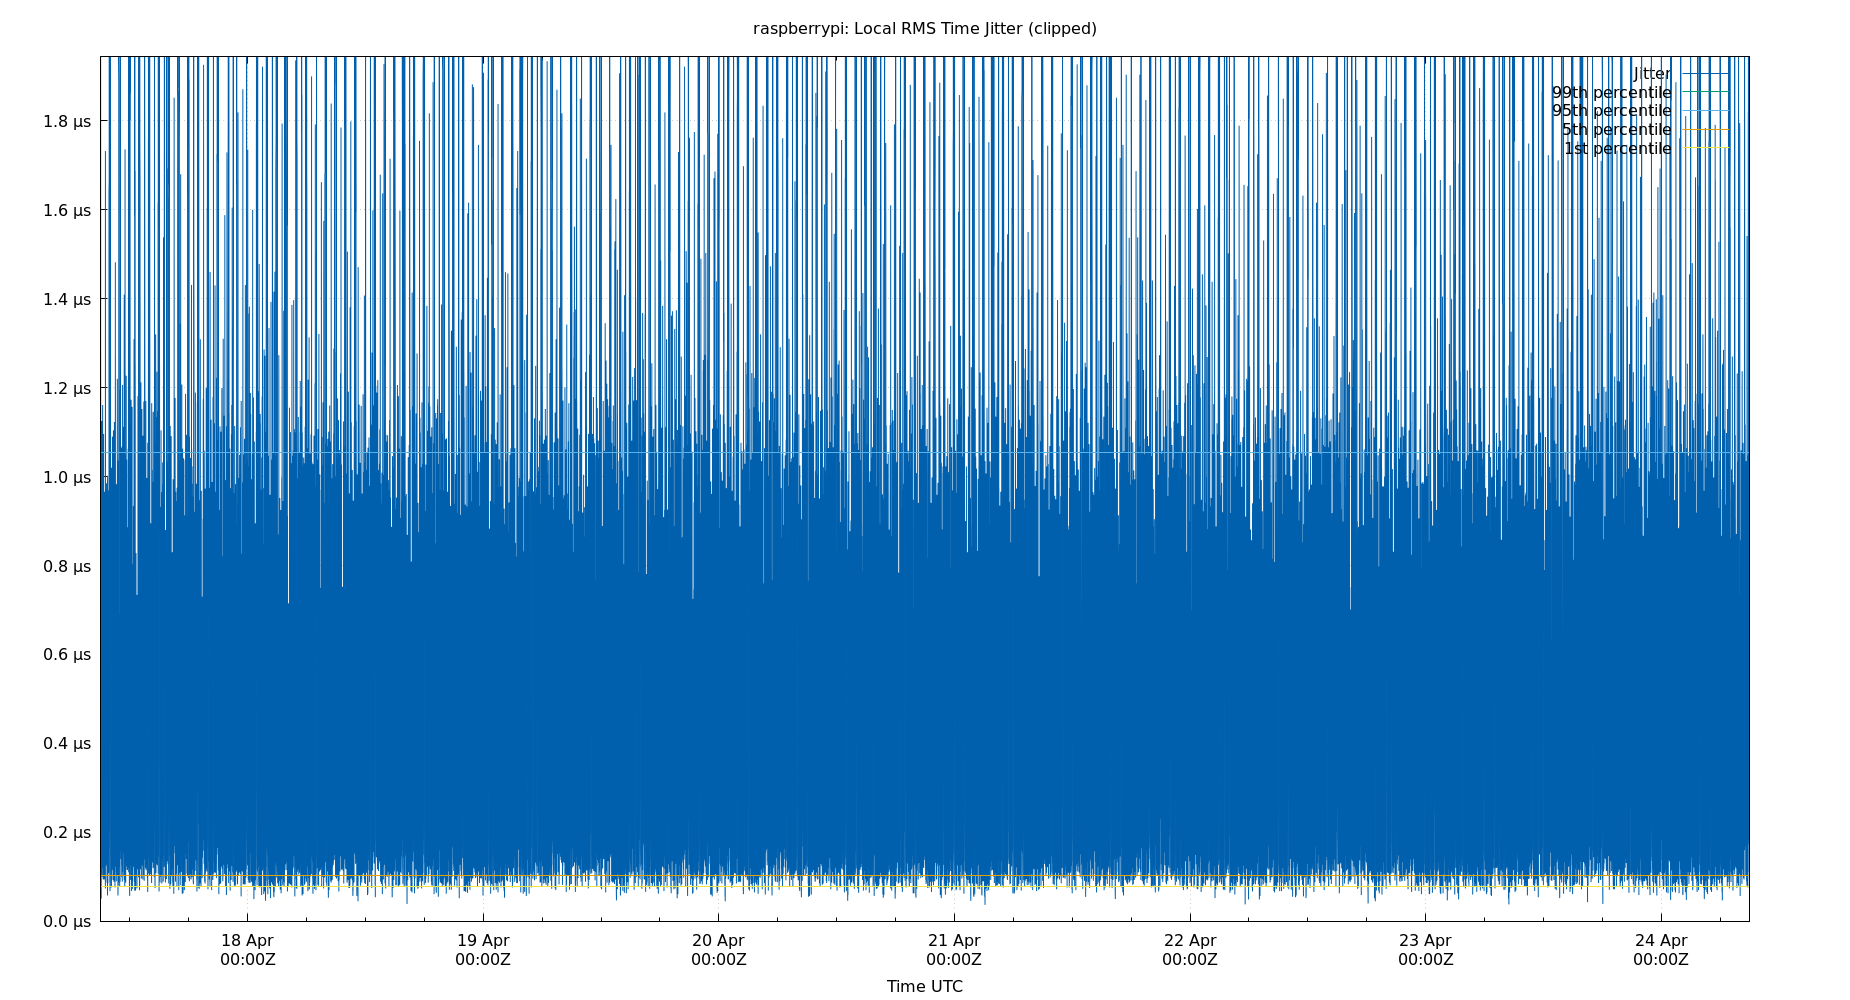 raspberrypi: Local RMS Time Jitter (clipped)
Jitter
99th percentile
95th percentile
5th percentile
1st percentile
1.8 μs
1.6 μs
1.4 μs
1.2 μs
1.0 μs
0.8 μs
0.6 μs
0.4 μs
0.2 μs
0.0 μs
18 Apr 19 Apr 20 Apr 21 Apr 22 Apr 23 Apr 24 Apr
00:00Z 00:00Z 00:00Z 00:00Z 00:00Z 00:00Z 00:00Z
Time UTC